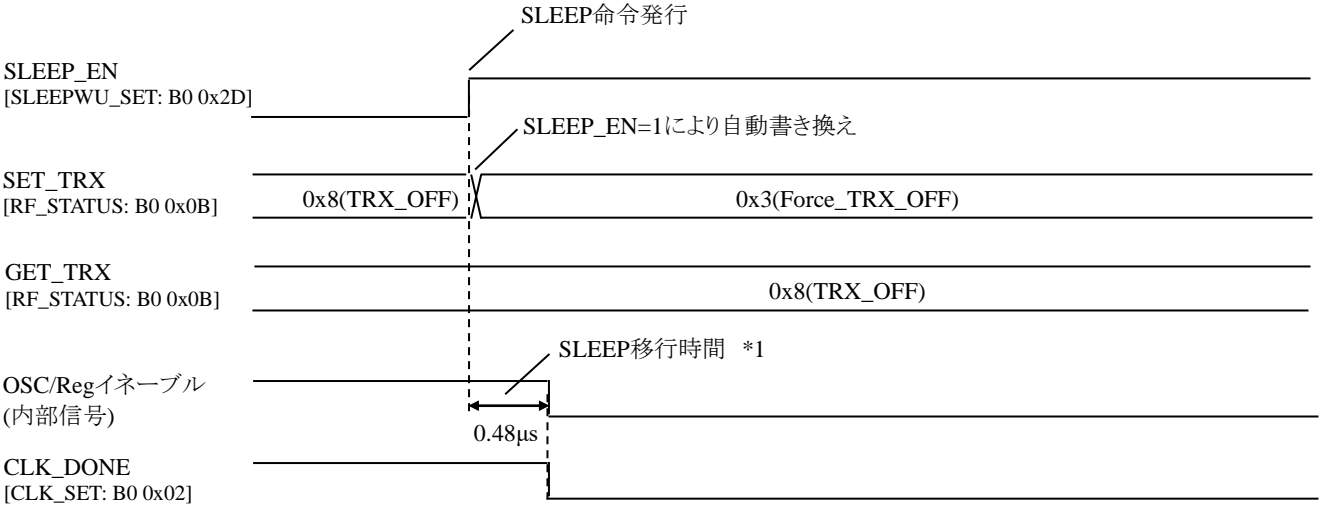 SLEEP命令発行
SLEEP_EN
[SLEEPWU_SET: B0 0x2D]
SLEEP_EN=1により自動書き換え
SET_TRX
[RF_STATUS: B0 0x0B]
0x8(TRX_OFF)
0x3(Force_TRX_OFF)
GET_TRX
[RF_STATUS: B0 0x0B]
0x8(TRX_OFF)
SLEEP移行時間 *1
OSC/Regイネーブル
(内部信号)
0.48μs
CLK_DONE
[CLK_SET: B0 0x02]